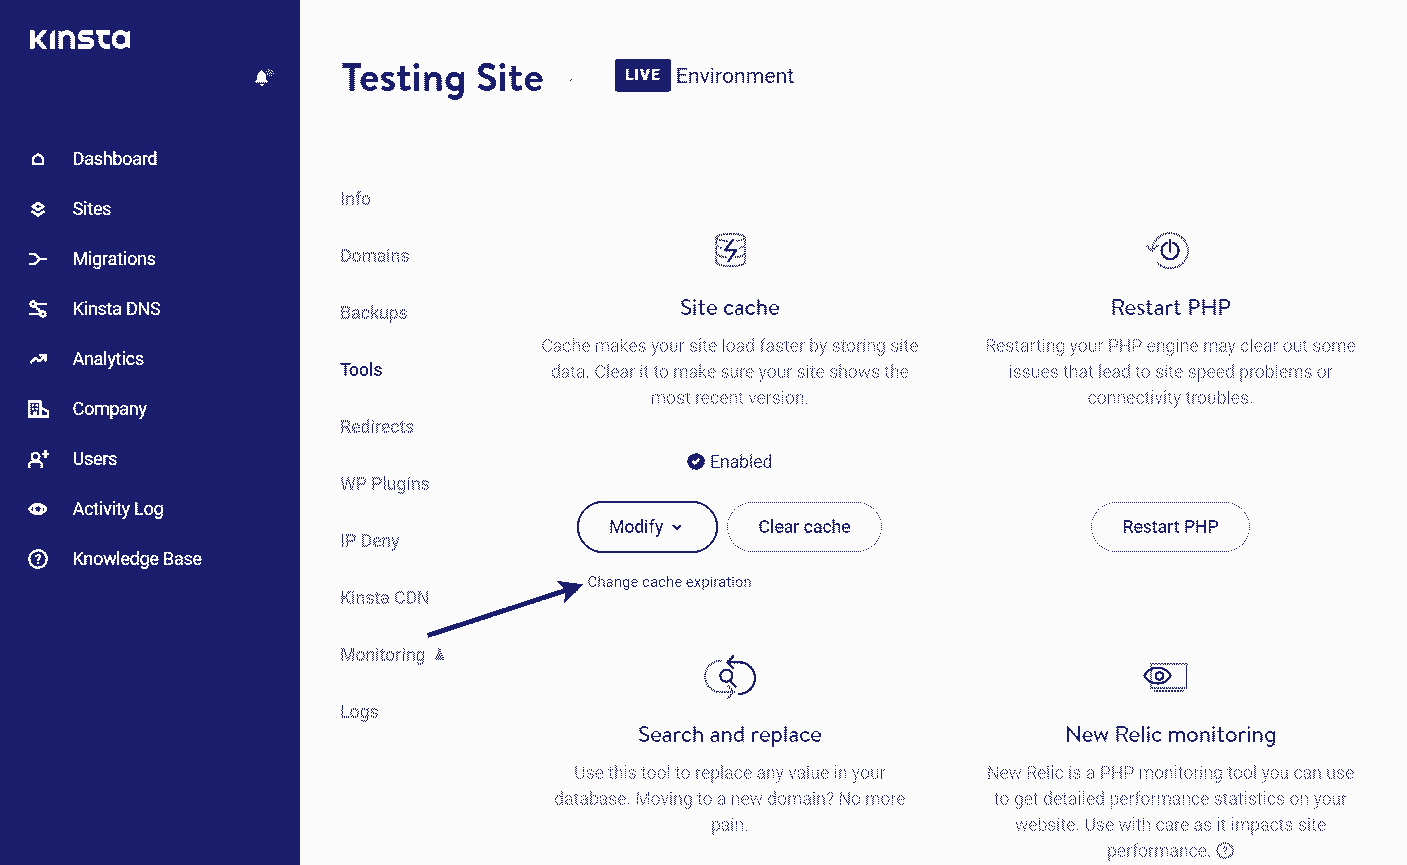 KINSTA
Dashboard
Sites
Migrations
Kinsta DNS
Analytics
Company
Users
Activity Log
Knowledge Base
Testing Site
LIVE Environment
Info
Domains
Backups
Tools
Redirects
WP Plugins
IP Deny
Kinsta CDN
Monitoring
Logs
Site cache
Cache makes your site load faster by storing site
data. Clear it to make sure your site shows the
most recent version.
Enabled
Modify
Clear cache
Change cache expiration
Restart PHP
Restarting your PHP engine may clear out some
issues that lead to site speed problems or
connectivity troubles.
Restart PHP
Search and replace
Use this tool to replace any value in your
database. Moving to a new domain? No more
pain.
New Relic monitoring
New Relic is a PHP monitoring tool you can use
to get detailed performance statistics on your
website. Use with care as it impacts site
performance.